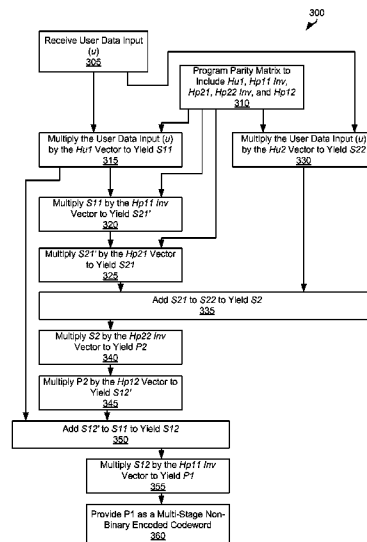 300
Receive User Data Input
(u)
305
Program Parity Matrix to
Include Hu1, Hp11 Inv,
Hp21, Hp22 Inv, and Hp12
310
Multiply the User Data Input (u)
by the Hu1 Vector to Yield S11
315
Multiply the User Data Input (u)
by the Hu2 Vector to Yield S22
330
Multiply S11 by the Hp11 Inv
Vector to Yield S21'
320
Multiply S21' by the Hp21 Vector
to Yield S21
325
Add S21 to S22 to Yield S2
335
Multiply S2 by the Hp22 Inv
Vector to Yield P2
340
Multiply P2 by the Hp12 Vector to
Yield S12'
345
Add S12' to S11 to Yield S12
350
Multiply S12 by the Hp11 Inv
Vector to Yield P1
355
Provide P1 as a Multi-Stage Non-
Binary Encoded Codeword
360